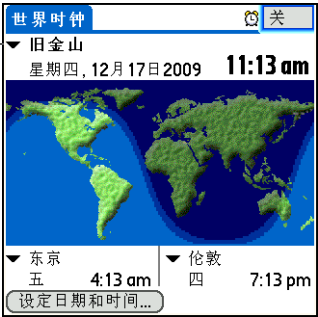 世界时钟 关
旧金山
星期四, 12月17日2009 11:13 am
东京
五 4:13 am
伦敦
四 7:13 pm
设定日期和时间...